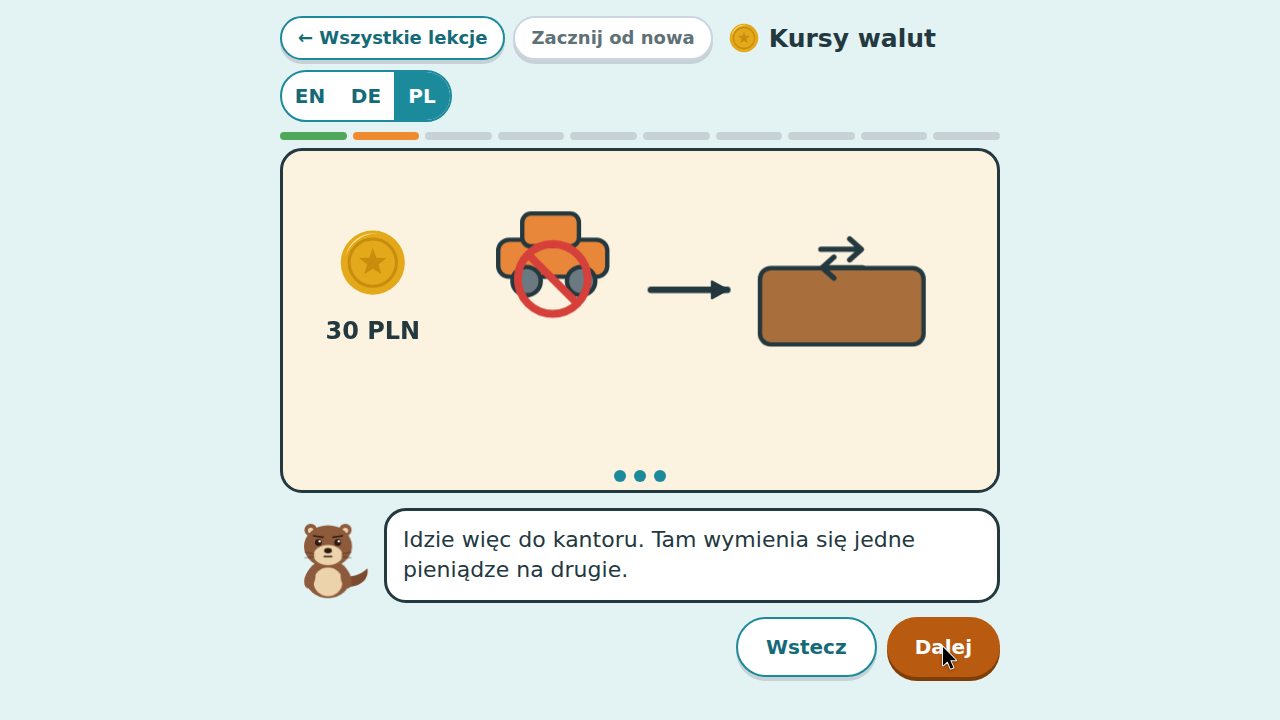 ← Wszystkie lekcje
Zacznij od nowa
Kursy walut
EN DE PL
30 PLN
Idzie więc do kantoru. Tam wymienia się jedne
pieniądze na drugie.
Wstecz
Dalej